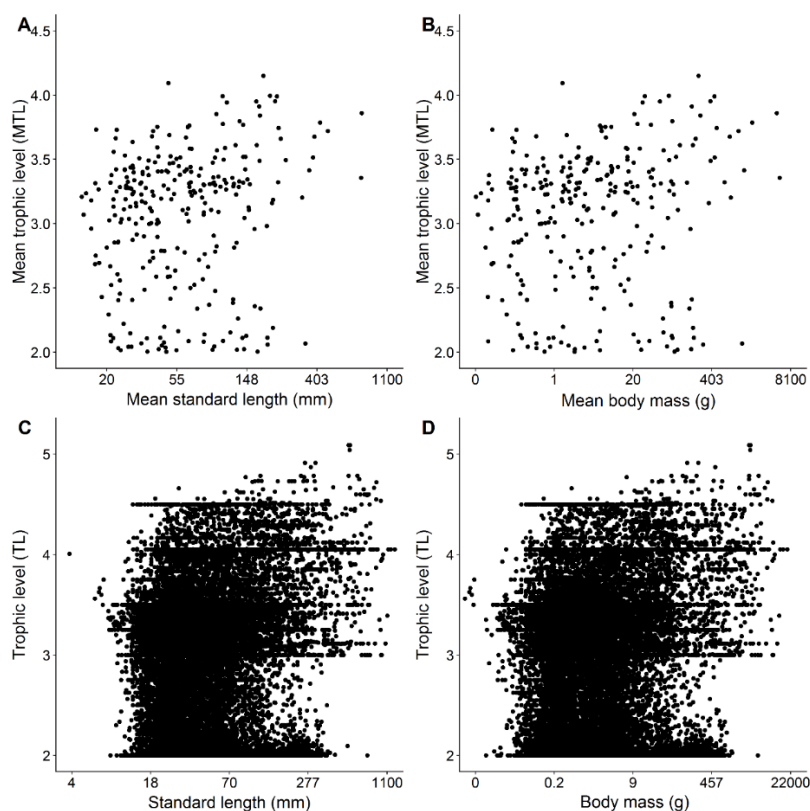 A
4.5
4.0
3.5
3.0
2.5
2.0
Mean trophic level (MTL)
20 55 148 403 1100
Mean standard length (mm)
B
4.5
4.0
3.5
3.0
2.5
2.0
Mean trophic level (MTL)
0 1 20 403 8100
Mean body mass (g)
C
5
4
3
2
Trophic level (TL)
4 18 70 277 1100
Standard length (mm)
D
5
4
3
2
Trophic level (TL)
0 0.2 9 457 22000
Body mass (g)